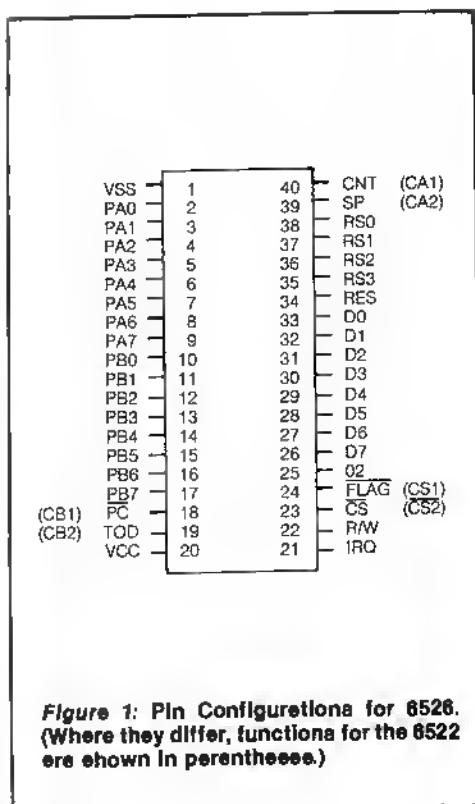 VSS 1 40 CNT (CA1)
PA0 2 39 SP (CA2)
PA1 3 38 RS0
PA2 4 37 RS1
PA3 5 36 RS2
PA4 6 35 RS3
PA5 7 34 RES
PA6 8 33 D0
PA7 9 32 D1
PB0 10 31 D2
PB1 11 30 D3
PB2 12 29 D4
PB3 13 28 D5
PB4 14 27 D6
PB5 15 26 D7
PB6 16 25 02
PB7 17 24 FLAG (CS1)
(CB1) PC 18 23 CS (CS2)
(CB2) TOD 19 22 R/W
VCC 20 21 IRQ
Figure 1: Pin Configurations for 6526.
(Where they differ, functions for the 6522
are shown in parentheses.)